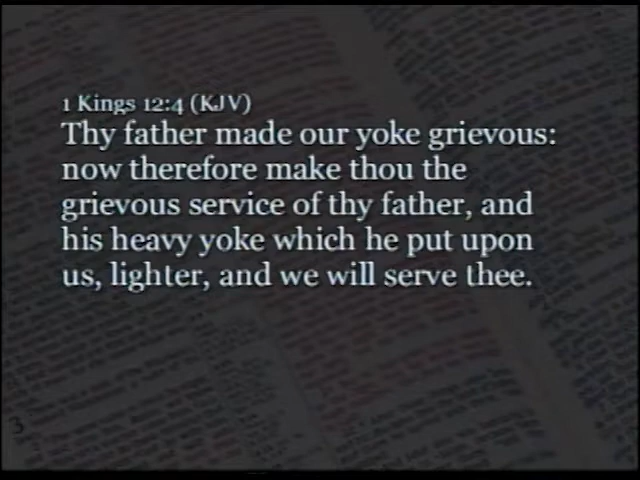 1 Kings 12:4 (KJV)
Thy father made our yoke grievous:
now therefore make thou the
grievous service of thy father, and
his heavy yoke which he put upon
us, lighter, and we will serve thee.